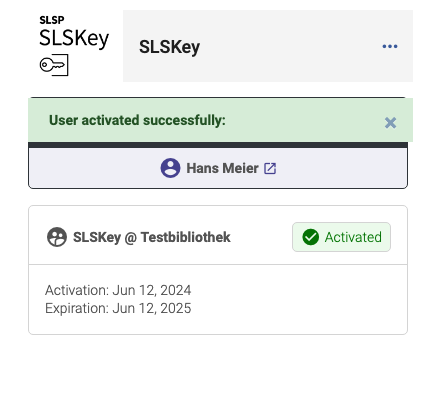 SLSP
SLSKey
SLSKey
User activated successfully:
Hans Meier
SLSKey @ Testbibliothek
Activated
Activation: Jun 12, 2024
Expiration: Jun 12, 2025